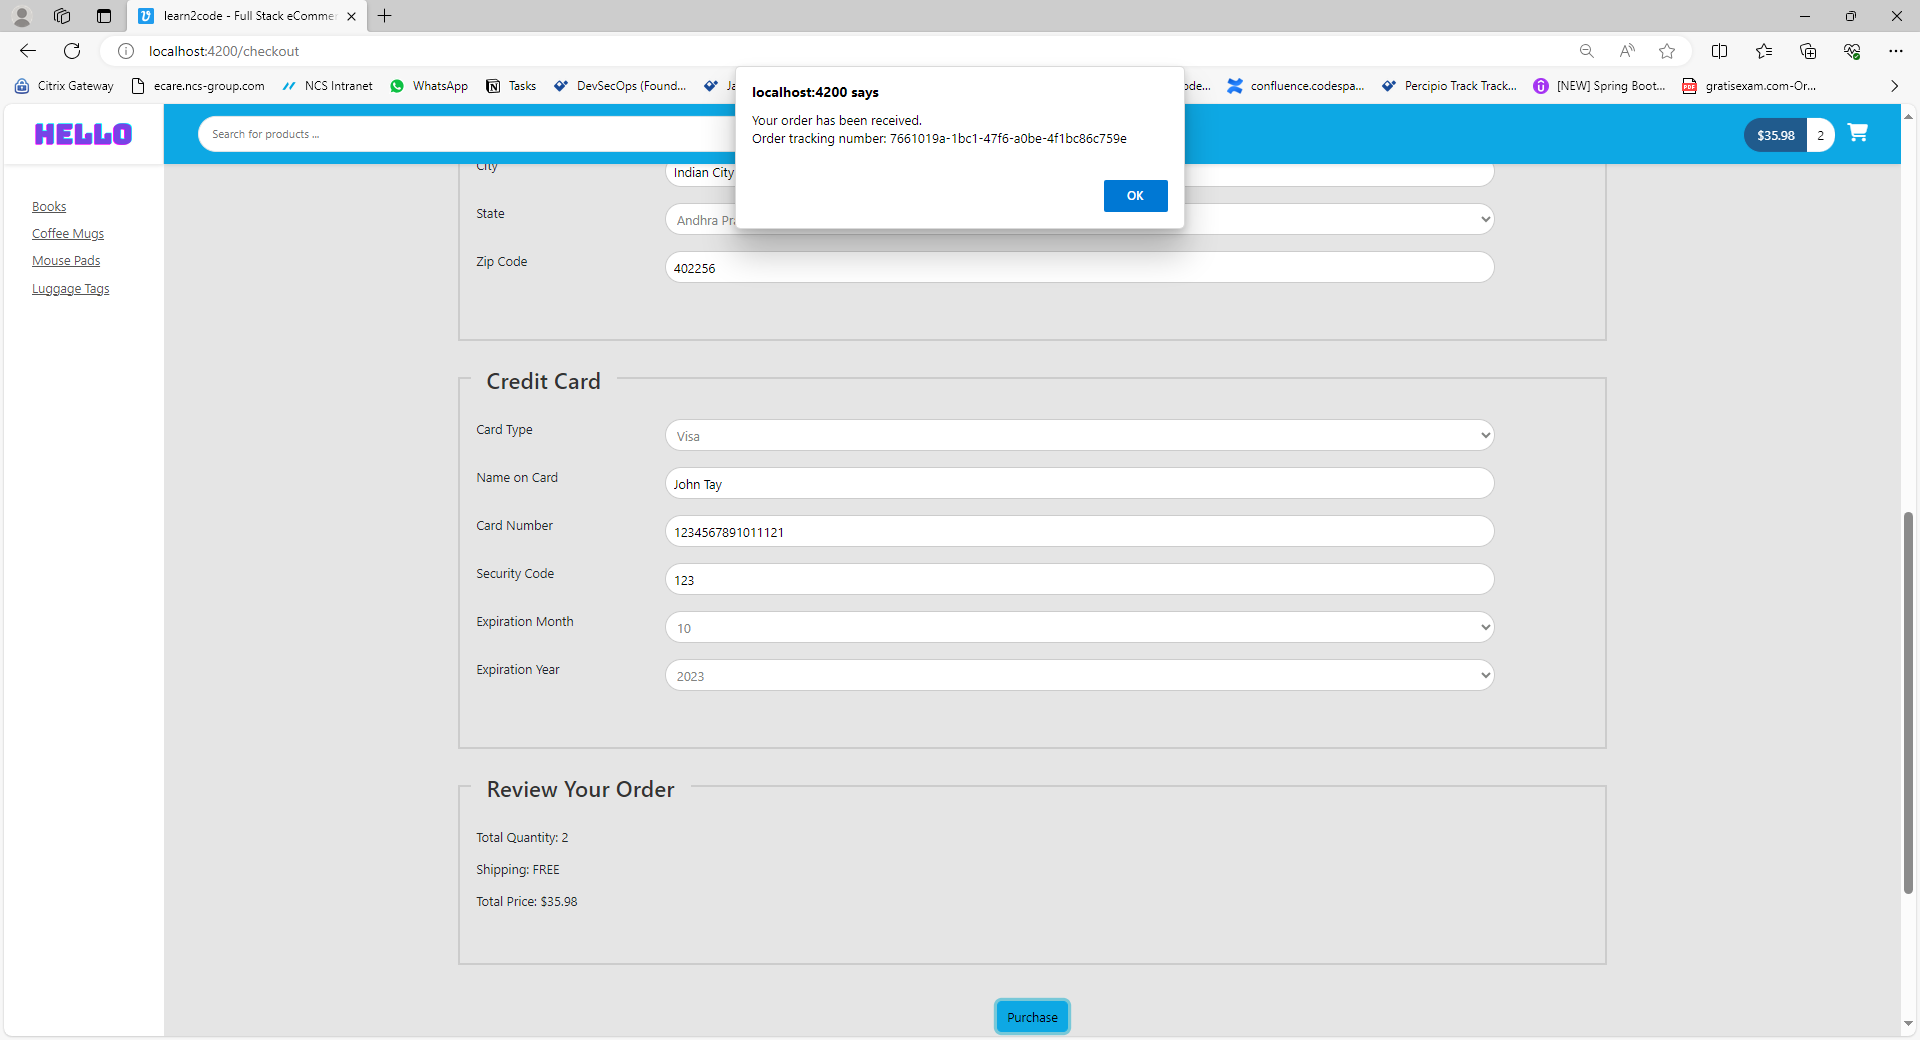 learn2code - Full Stack eComme
localhost:4200/checkout
Citrix Gateway
ecare.ncs-group.com
NCS Intranet
WhatsApp
Tasks
DevSecOps (Found...
Ja
ode...
confluence.codespa...
Percipio Track Track...
[NEW] Spring Boot...
gratisexam.com-Or...
localhost:4200 says
Your order has been received.
Order tracking number: 7661019a-1bc1-47f6-a0be-4f1bc86c759e
OK
HELLO
Search for products ...
$35.98 2
Books
Coffee Mugs
Mouse Pads
Luggage Tags
City
Indian City
State
Andhra Pra
Zip Code
402256
Credit Card
Card Type
Visa
Name on Card
John Tay
Card Number
1234567891011121
Security Code
123
Expiration Month
10
Expiration Year
2023
Review Your Order
Total Quantity: 2
Shipping: FREE
Total Price: $35.98
Purchase